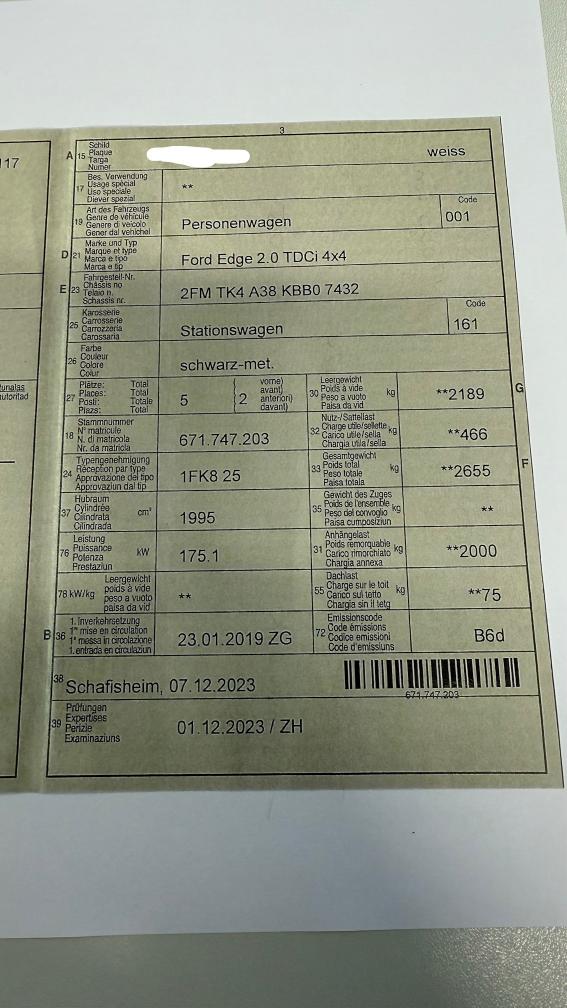 3
117
A 15 Schild
Plaque
Targa
Numer
weiss
17 Bes. Verwendung
Usage spécial
Uso speciale
Diever spezial
**
19 Art des Fahrzeugs
Genre de véhicule
Genere di veicolo
Gener dal vehichel
Personenwagen
Code
001
D 21 Marke und Typ
Marque et type
Marca e tipo
Marca e tip
Ford Edge 2.0 TDCi 4x4
E 23 Fahrgestell-Nr.
Châssis no
Telaio n.
Schassis nr.
2FM TK4 A38 KBB0 7432
25 Karosserie
Carrosserie
Carrozzeria
Carossaria
Stationswagen
Code
161
26 Farbe
Couleur
Colore
Colur
schwarz-met.
27 Plätze: Total
Places: Total
Posti: Totale
Plazs: Total
5
2
vorne)
avant)
anteriori)
davant)
30 Leergewicht
Poids à vide
Peso a vuoto
Paisa da vid
kg
**2189
G
18 Stammnummer
N° matricule
N. di matricola
Nr. da matricla
671.747.203
32 Nutz-/Sattellast
Charge utile/sellette
Carico utile/sella
Chargia utila/sella
kg
**466
24 Typengenehmigung
Réception par type
Approvazione del tipo
Approvaziun dal tip
1FK8 25
33 Gesamtgewicht
Poids total
Peso totale
Paisa totala
kg
**2655
F
37 Hubraum
Cylindrée
Cilindrata
Cilindrada
cm³
1995
35 Gewicht des Zuges
Poids de l'ensemble
Peso del convoglio
Paisa cumposiziun
kg
**
76 Leistung
Puissance
Potenza
Prestaziun
kW
175.1
31 Anhängelast
Poids remorquable
Carico rimorchiato
Chargia annexa
kg
**2000
78 kW/kg
Leergewicht
poids à vide
peso a vuoto
paisa da vid
**
55 Dachlast
Charge sur le toit
Carico sul tetto
Chargia sin il tetg
kg
**75
B 36 1. Inverkehrsetzung
1re mise en circulation
1a messa in circolazione
1. entrada en circulaziun
23.01.2019 ZG
72 Emissionscode
Code émissions
Codice emissioni
Code d'emissiuns
B6d
38 Schafisheim, 07.12.2023
671.747.203
39 Prüfungen
Expertises
Perizie
Examinaziuns
01.12.2023 / ZH